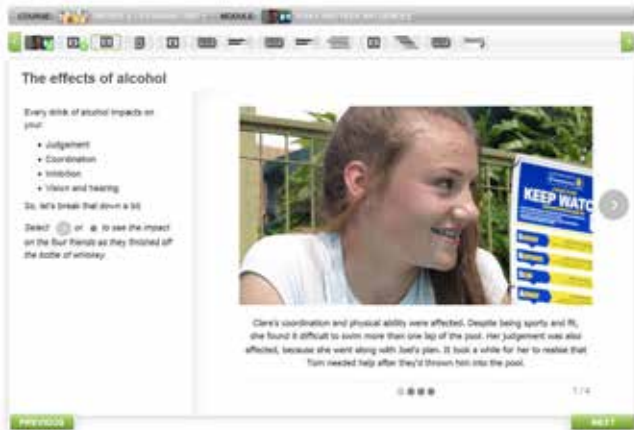 COURSE:
MODULE:
The effects of alcohol
Every drink of alcohol impacts on
your:
• Judgement
• Coordination
• Inhibition
• Vision and hearing
So, let's break that down a bit
Select or to see the impact
on the four friends as they finished off
the bottle of whiskey.
KEEP WATC
Clare's coordination and physical ability were affected. Despite being sporty and fit,
she found it difficult to swim more than one lap of the pool. Her judgement was also
affected, because she went along with Joel's plan. It took a while for her to realise that
Tom needed help after they'd thrown him into the pool.
1 / 4
PREVIOUS
NEXT